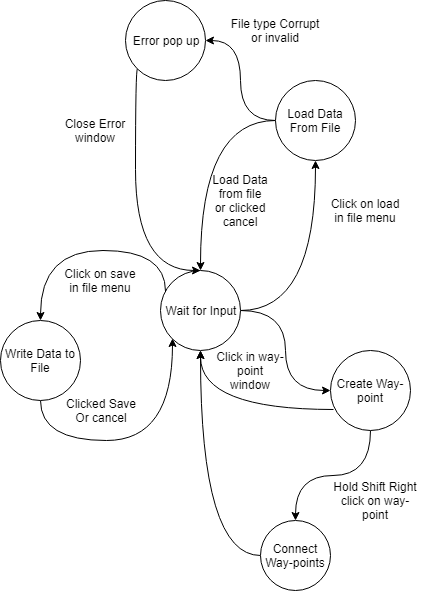 File type Corrupt
or invalid
Error pop up
Load Data
From File
Close Error
window
Load Data
from file
or clicked
cancel
Click on load
in file menu
Click on save
in file menu
Wait for Input
Write Data to
File
Click in way-
point
window
Create Way-
point
Clicked Save
Or cancel
Hold Shift Right
click on way-
point
Connect
Way-points